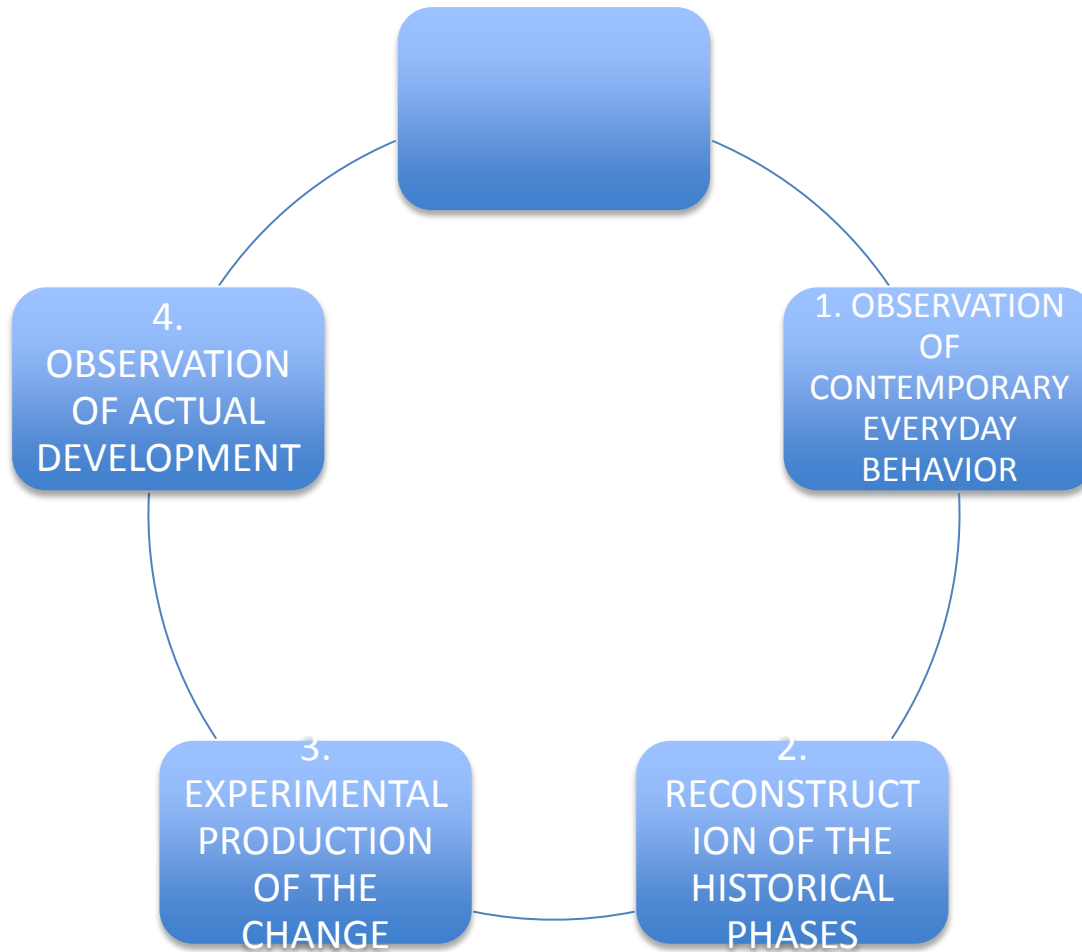 1. OBSERVATION
OF
CONTEMPORARY
EVERYDAY
BEHAVIOR
2.
RECONSTRUCT
ION OF THE
HISTORICAL
PHASES
3.
EXPERIMENTAL
PRODUCTION
OF THE
CHANGE
4.
OBSERVATION
OF ACTUAL
DEVELOPMENT